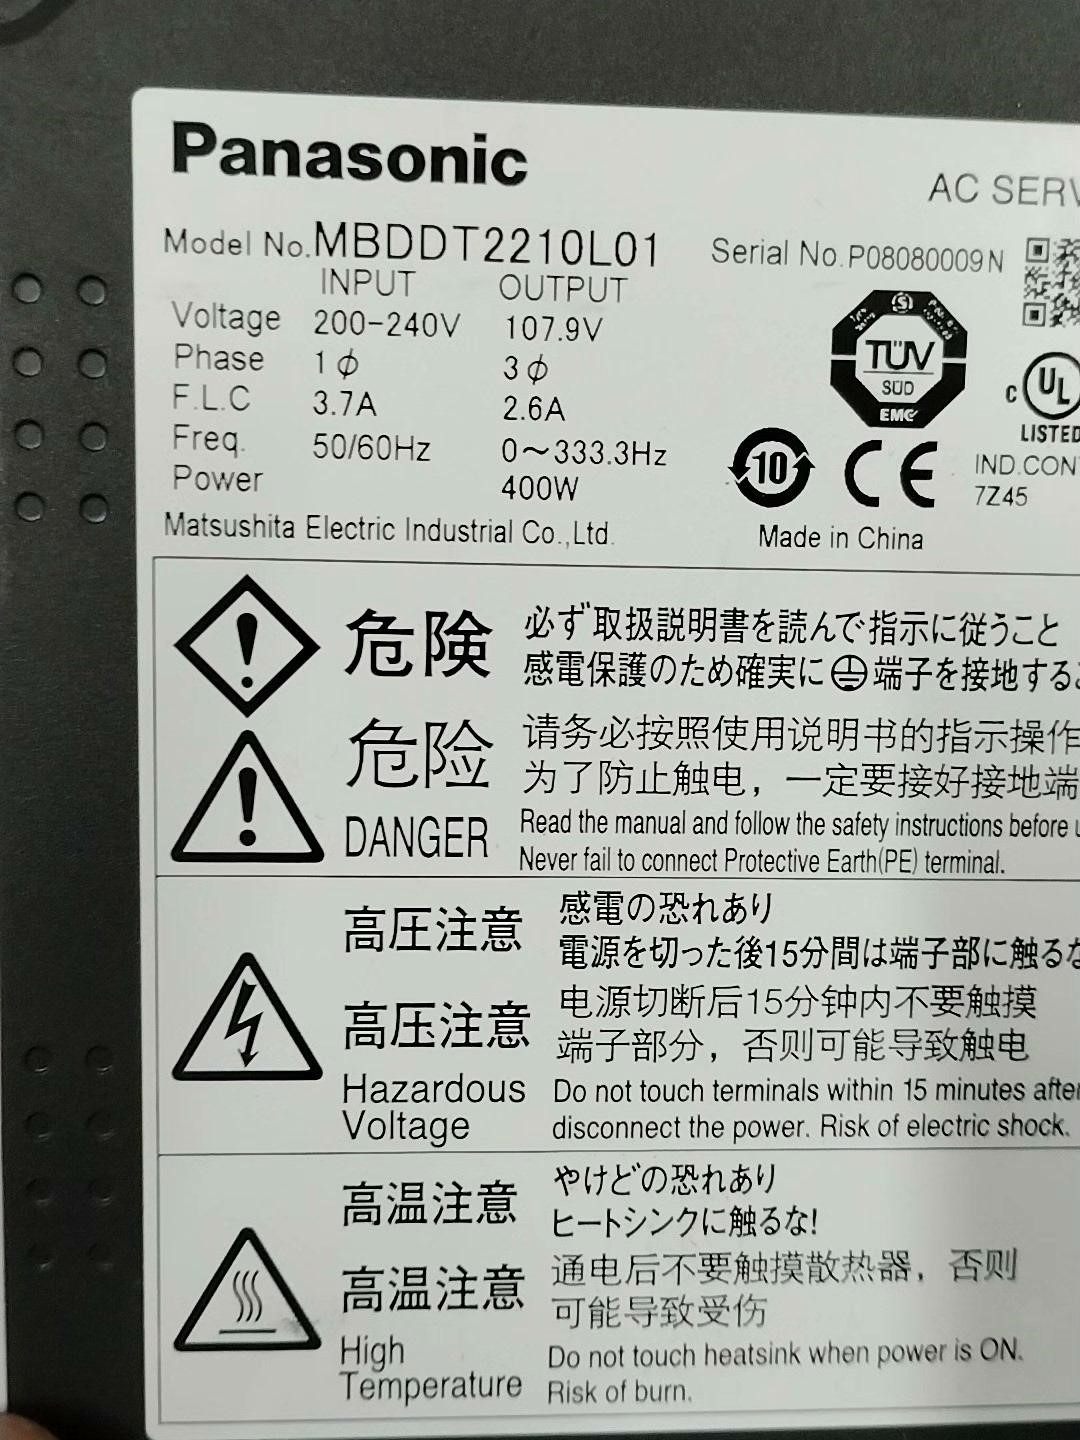 Panasonic
AC SERV
Model No. MBDDT2210L01 Serial No. P08080009N
INPUT OUTPUT
Voltage 200-240V 107.9V
Phase 1ϕ 3ϕ
F.L.C 3.7A 2.6A
Freq. 50/60Hz 0~333.3Hz
Power 400W
TÜV
SÜD
EMC
C UL
LISTED
IND.CON
7Z45
10
CE
Matsushita Electric Industrial Co.,Ltd.
Made in China
危険
必ず取扱説明書を読んで指示に従うこと
感電保護のため確実に⏚端子を接地する
危险
请务必按照使用说明书的指示操作
为了防止触电，一定要接好接地端
DANGER
Read the manual and follow the safety instructions before
Never fail to connect Protective Earth(PE) terminal.
高圧注意
感電の恐れあり
電源を切った後15分間は端子部に触るな
高压注意
电源切断后15分钟内不要触摸
端子部分，否则可能导致触电
Hazardous
Voltage
Do not touch terminals within 15 minutes after
disconnect the power. Risk of electric shock.
高温注意
やけどの恐れあり
ヒートシンクに触るな!
高温注意
通电后不要触摸散热器，否则
可能导致受伤
High
Temperature
Do not touch heatsink when power is ON.
Risk of burn.